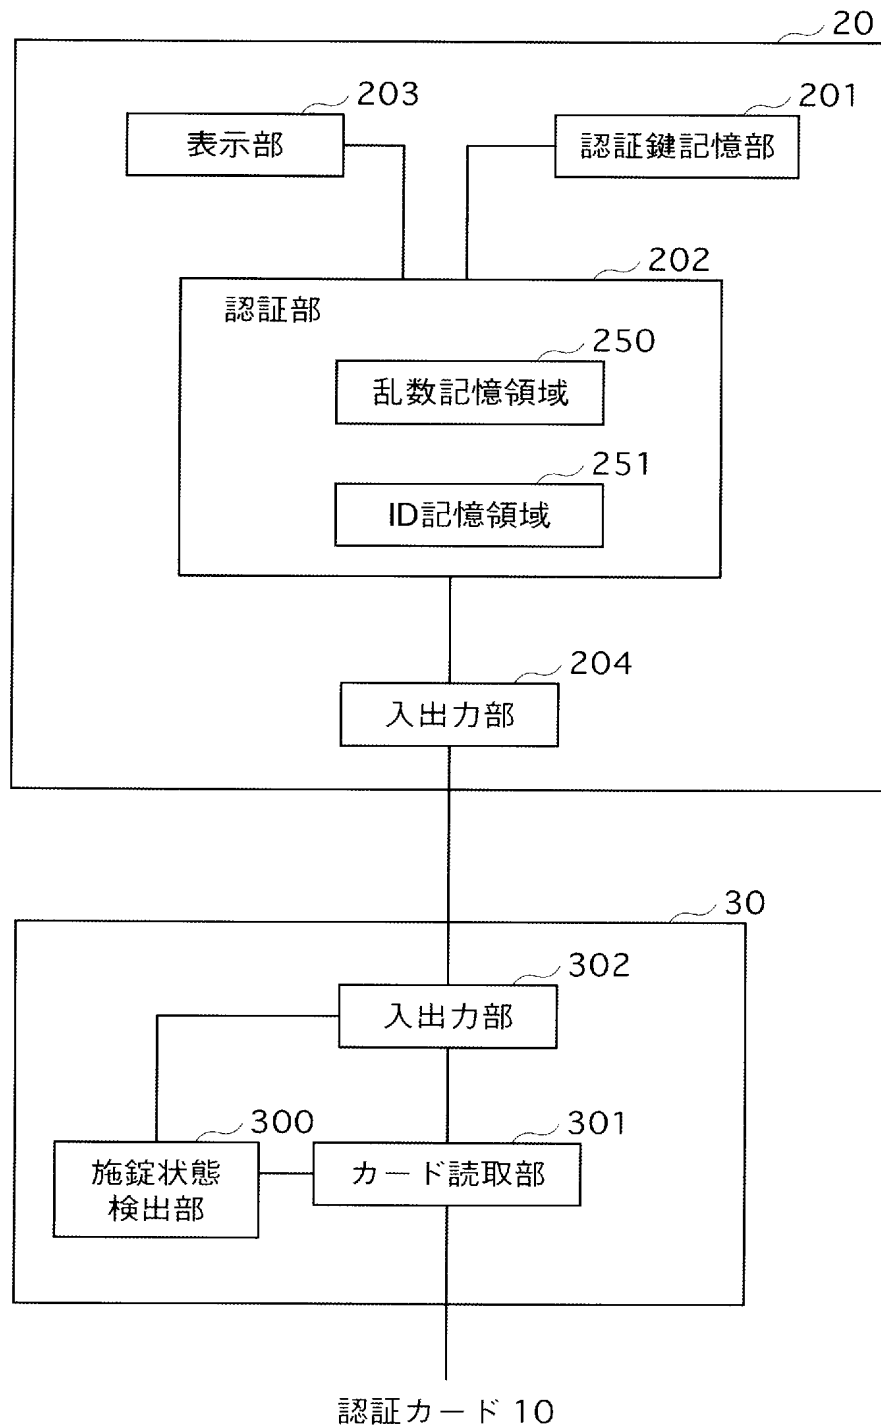 20
203
201
表示部
認証鍵記憶部
202
認証部
250
乱数記憶領域
251
ID記憶領域
204
入出力部
30
302
入出力部
300
301
施錠状態
検出部
カード読取部
認証カード 10